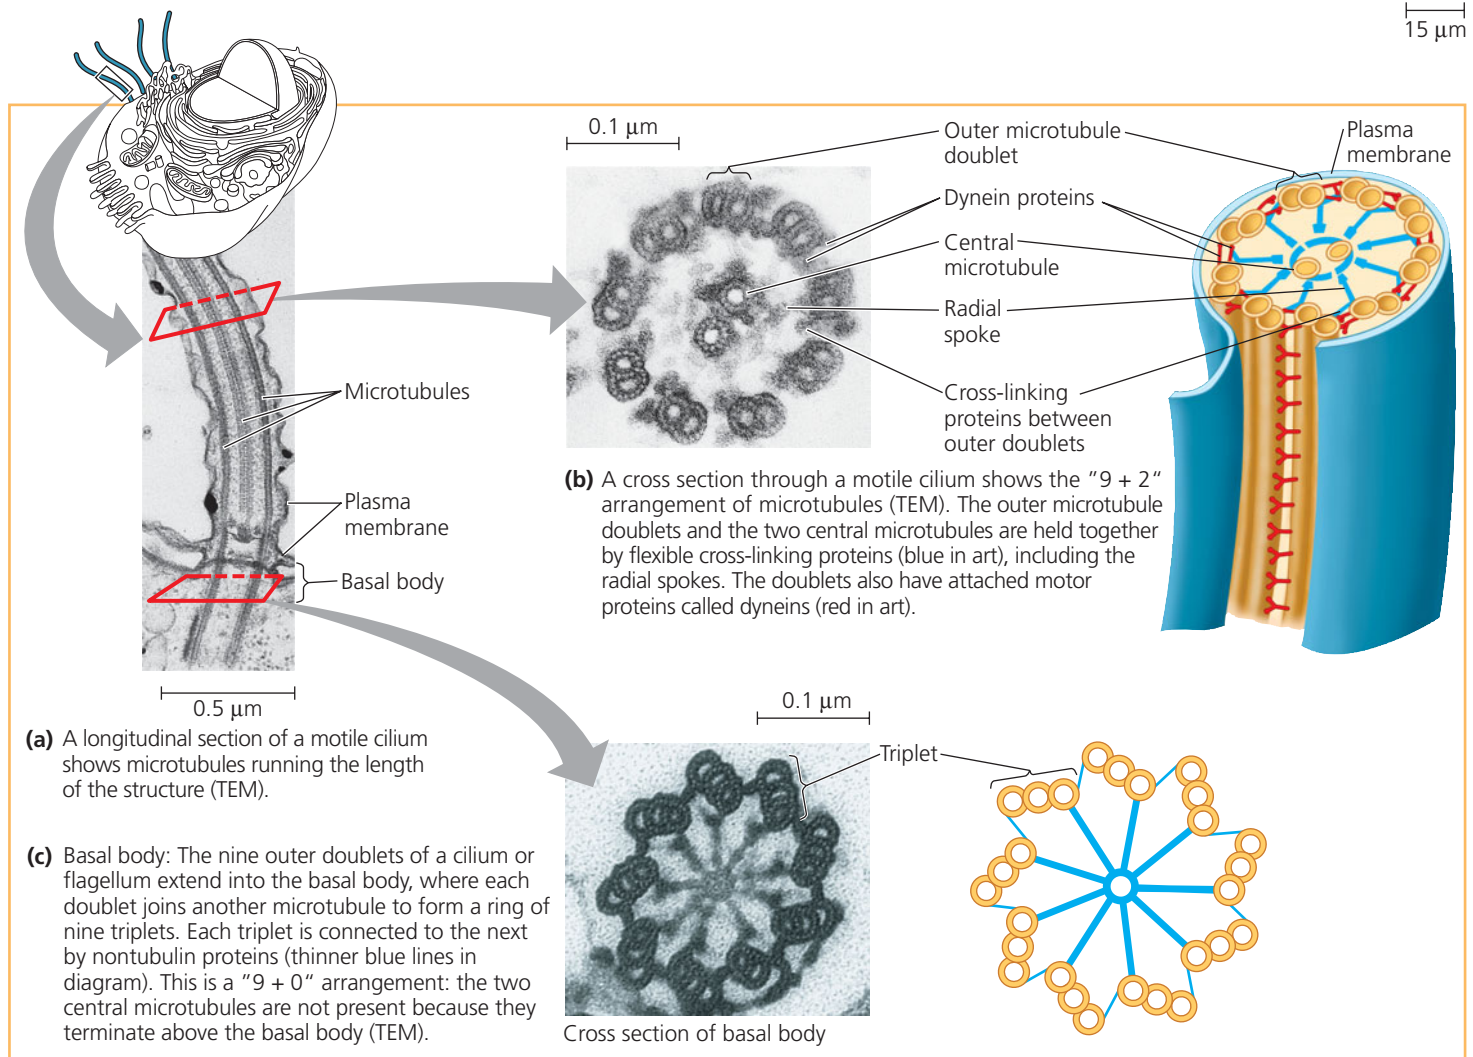 15 µm
0.1 µm
Outer microtubule
doublet
Plasma
membrane
Dynein proteins
Central
microtubule
Radial
spoke
Cross-linking
proteins between
outer doublets
Microtubules
Plasma
membrane
Basal body
0.5 µm
(a) A longitudinal section of a motile cilium
shows microtubules running the length
of the structure (TEM).
(b) A cross section through a motile cilium shows the ”9 + 2“
arrangement of microtubules (TEM). The outer microtubule
doublets and the two central microtubules are held together
by flexible cross-linking proteins (blue in art), including the
radial spokes. The doublets also have attached motor
proteins called dyneins (red in art).
0.1 µm
Triplet
(c) Basal body: The nine outer doublets of a cilium or
flagellum extend into the basal body, where each
doublet joins another microtubule to form a ring of
nine triplets. Each triplet is connected to the next
by nontubulin proteins (thinner blue lines in
diagram). This is a ”9 + 0“ arrangement: the two
central microtubules are not present because they
terminate above the basal body (TEM).
Cross section of basal body